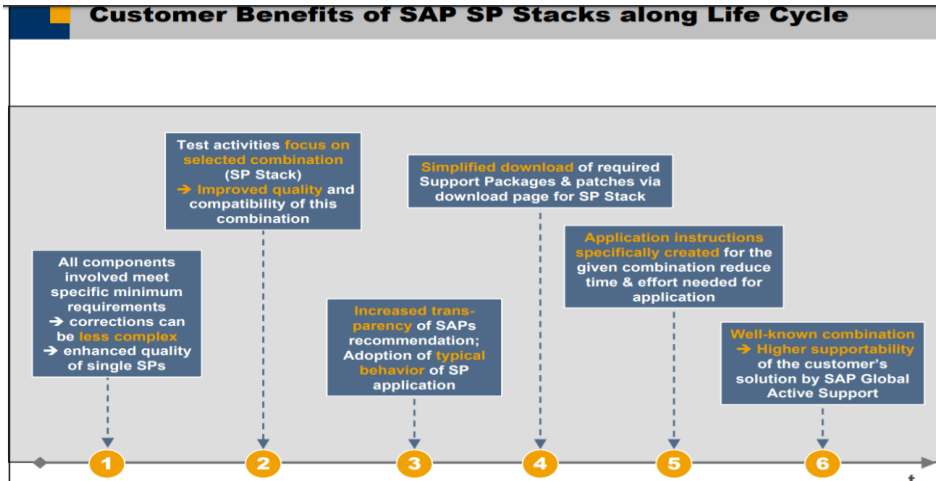 Customer Benefits of SAP SP Stacks along Life Cycle
Test activities focus on
selected combination
(SP Stack)
→ Improved quality and
compatibility of this
combination
Simplified download of required
Support Packages & patches via
download page for SP Stack
All components
involved meet
specific minimum
requirements
→ corrections can
be less complex
→ enhanced quality
of single SPs
Increased trans-
parency of SAPs
recommendation;
Adoption of typical
behavior of SP
application
Application instructions
specifically created for the
given combination reduce
time & effort needed for
application
Well-known combination
→ Higher supportability
of the customer's
solution by SAP Global
Active Support
1 2 3 4 5 6
t